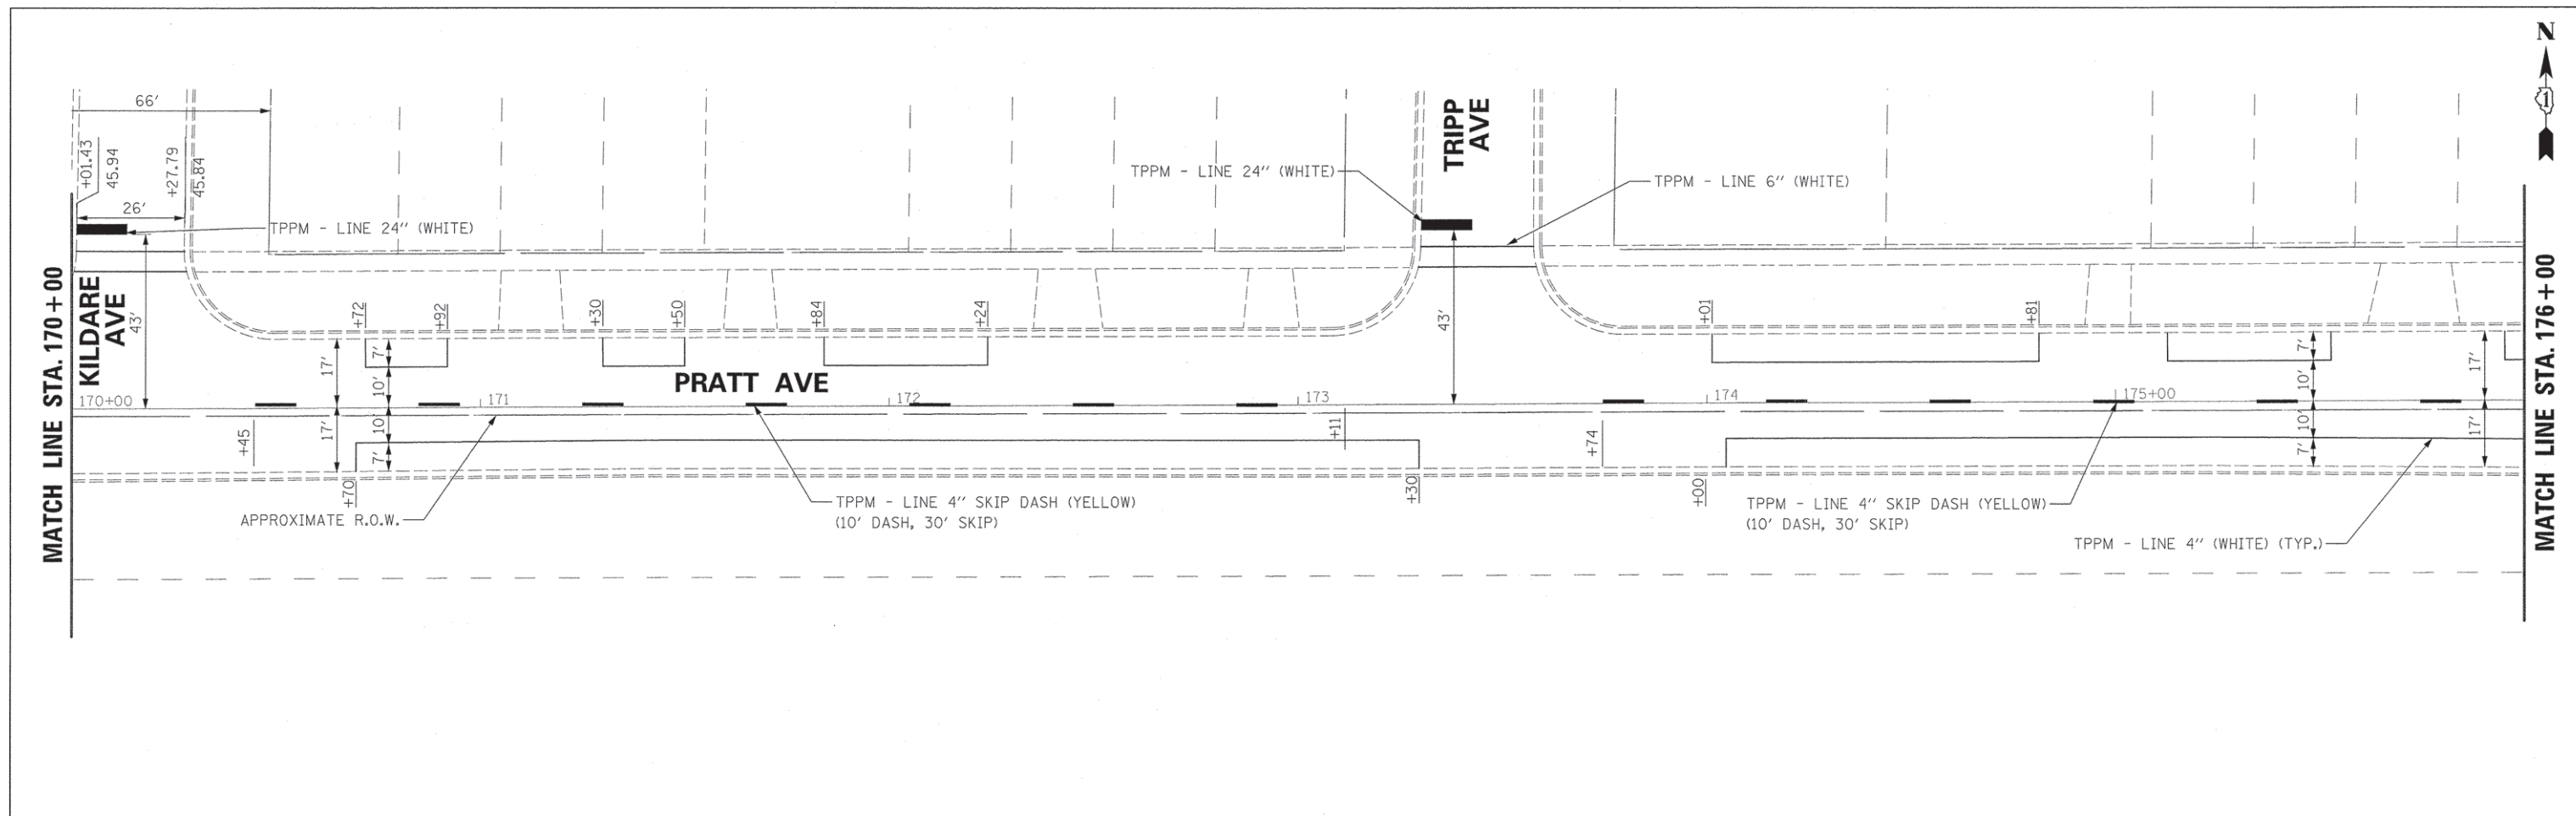 N
1
66'
+01.43
45.94
+27.79
45.84
26'
TPPM - LINE 24" (WHITE)
TRIPP
AVE
TPPM - LINE 24" (WHITE)
TPPM - LINE 6" (WHITE)
MATCH LINE STA. 170+00
KILDARE
AVE
43'
+72
+92
+30
+50
+84
+24
43'
+01
+81
MATCH LINE STA. 176+00
17'
7'
10'
PRATT AVE
7'
10'
17'
170+00
171
172
173
174
175+00
+45
17'
10'
7'
+11
+74
10'
7'
17'
+70
+30
+00
APPROXIMATE R.O.W.
TPPM - LINE 4" SKIP DASH (YELLOW)
(10' DASH, 30' SKIP)
TPPM - LINE 4" SKIP DASH (YELLOW)
(10' DASH, 30' SKIP)
TPPM - LINE 4" (WHITE) (TYP.)